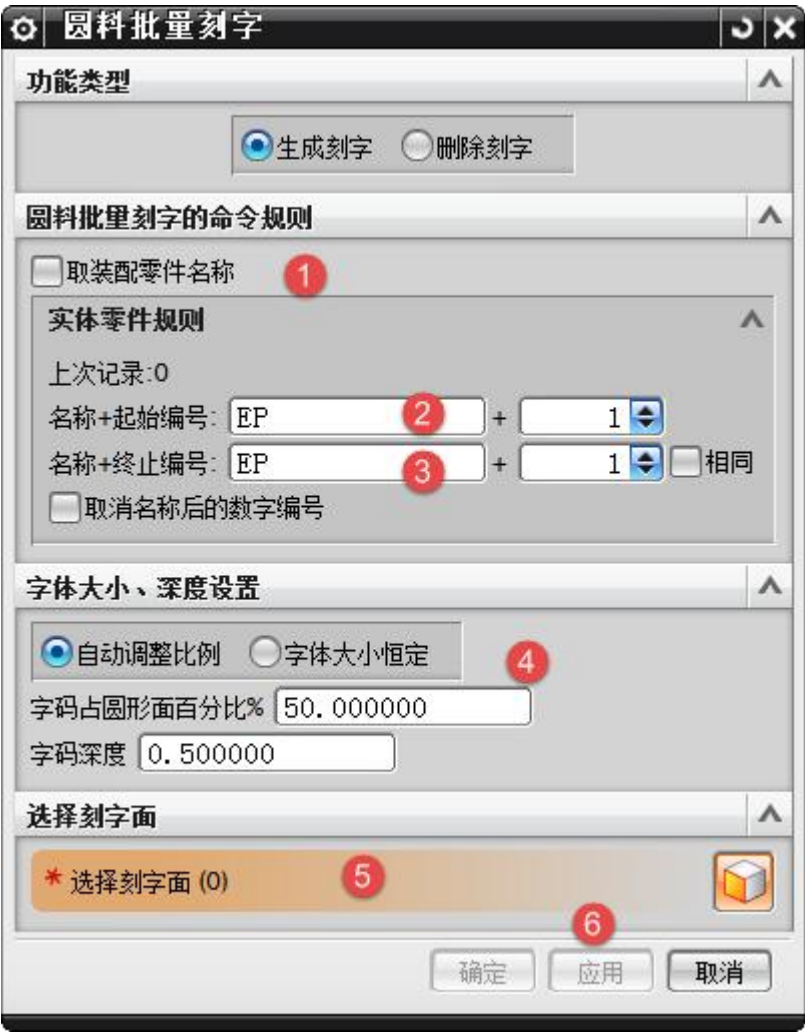 圆料批量刻字
功能类型
生成刻字 删除刻字
圆料批量刻字的命令规则
取装配零件名称 1
实体零件规则
上次记录:0
名称+起始编号: EP 2 + 1
名称+终止编号: EP 3 + 1 相同
取消名称后的数字编号
字体大小、深度设置
自动调整比例 字体大小恒定 4
字码占圆形面百分比% 50.000000
字码深度 0.500000
选择刻字面
* 选择刻字面 (0) 5
6
确定 应用 取消